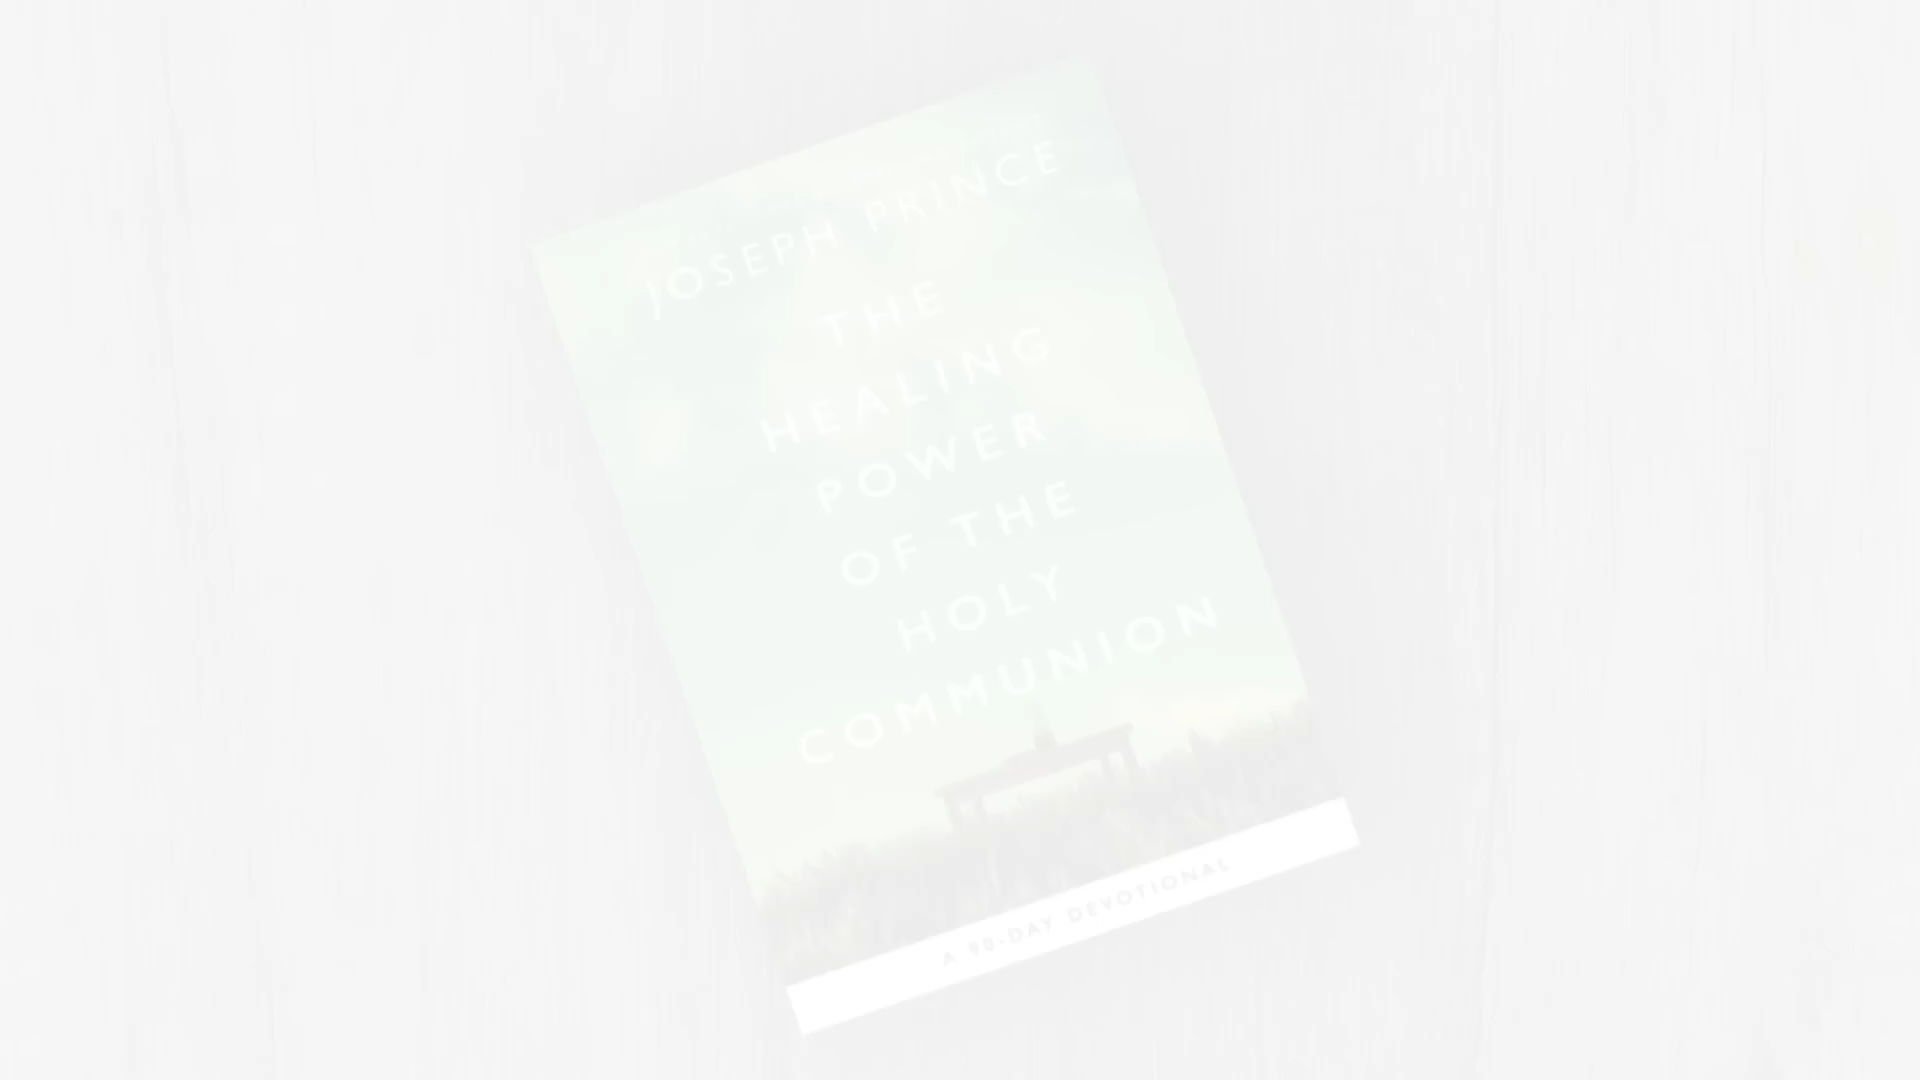 JOSEPH PRINCE
THE
HEALING
POWER
OF THE
HOLY
COMMUNION
A 90-DAY DEVOTIONAL